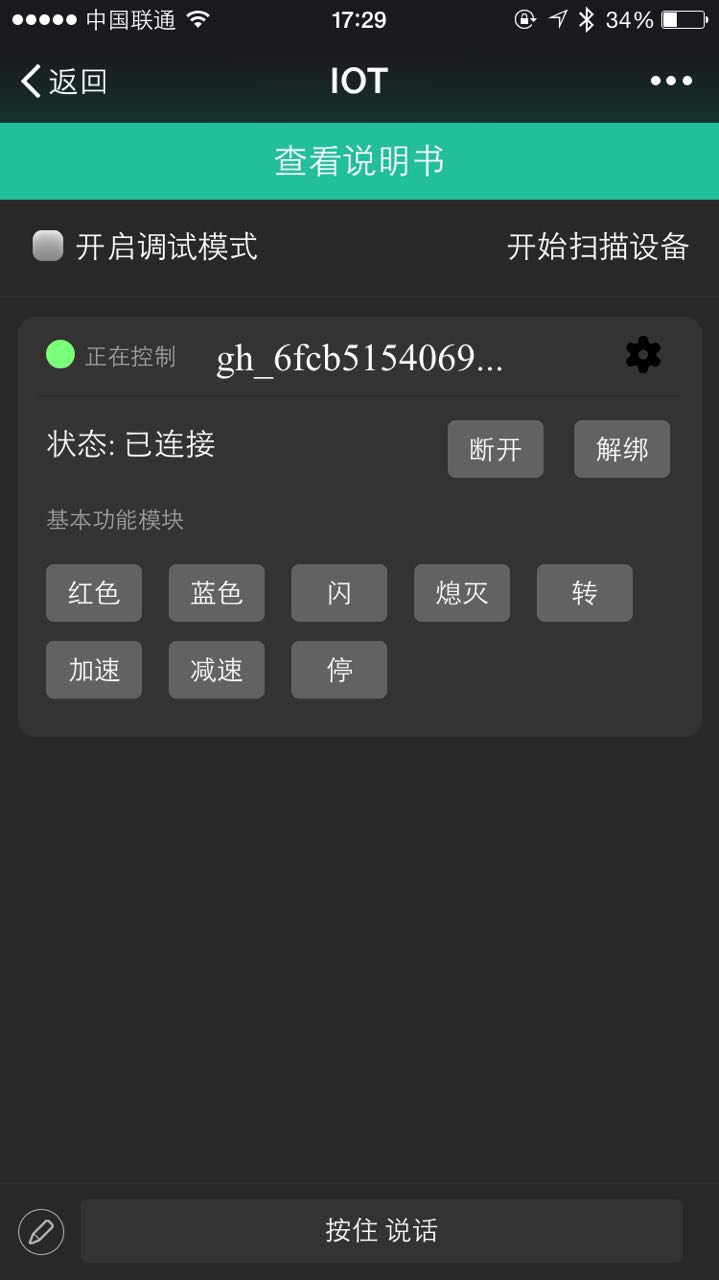 中国联通 17:29 34%
返回 IOT
查看说明书
开启调试模式 开始扫描设备
正在控制 gh_6fcb5154069...
状态: 已连接 断开 解绑
基本功能模块
红色 蓝色 闪 熄灭 转
加速 减速 停
按住 说话